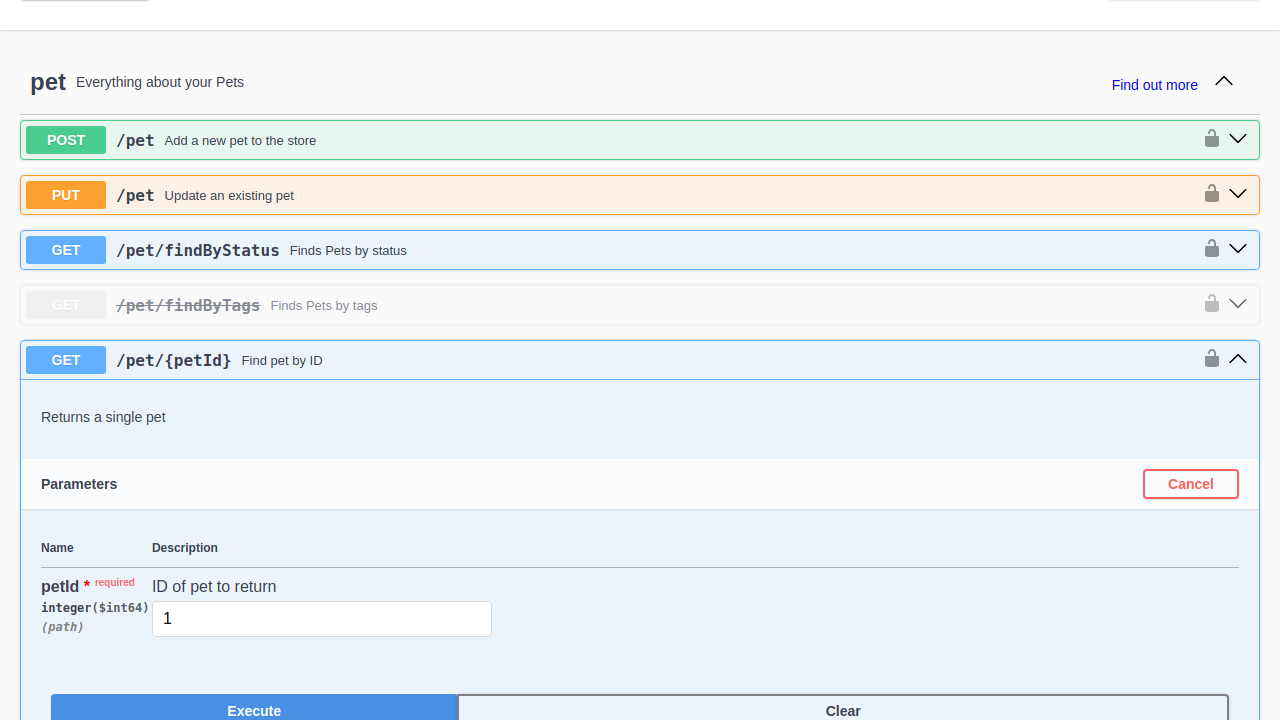 pet Everything about your Pets Find out more
POST /pet Add a new pet to the store
PUT /pet Update an existing pet
GET /pet/findByStatus Finds Pets by status
GET /pet/findByTags Finds Pets by tags
GET /pet/{petId} Find pet by ID
Returns a single pet
Parameters Cancel
Name Description
petId * required ID of pet to return
integer($int64) 1
(path)
Execute Clear